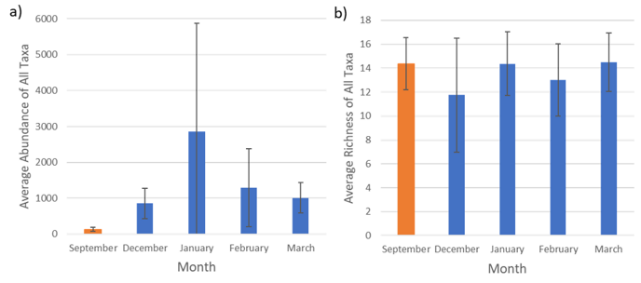 a)
Average Abundance of All Taxa
6000
5000
4000
3000
2000
1000
0
September December January February March
Month
b)
Average Richness of All Taxa
18
16
14
12
10
8
6
4
2
0
September December January February March
Month